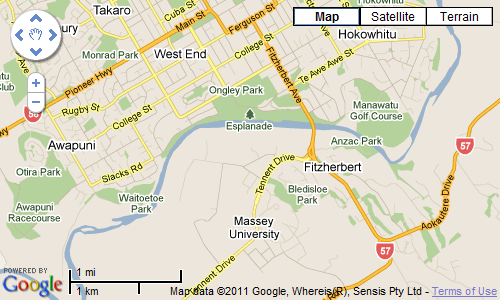 Takaro
Cuba St
Main St
Ferguson St
Map
Satellite
Terrain
Hokowhitu
bury
Monrad Park
West End
College St
Fitzherbert Ave
Te Awe Awe St
Pioneer Hwy
Ongley Park
Club
Rugby St
College St
Manawatu
Golf Course
56
Esplanade
Anzac Park
57
Awapuni
Slacks Rd
Tennent Drive
Fitzherbert
Otira Park
Waitoetoe
Park
Bledisloe
Park
Aokautere Drive
Awapuni
Racecourse
Massey
University
57
Tennent Drive
POWERED BY
Google
1 mi
1 km
Map data ©2011 Google, Whereis(R), Sensis Pty Ltd - Terms of Use